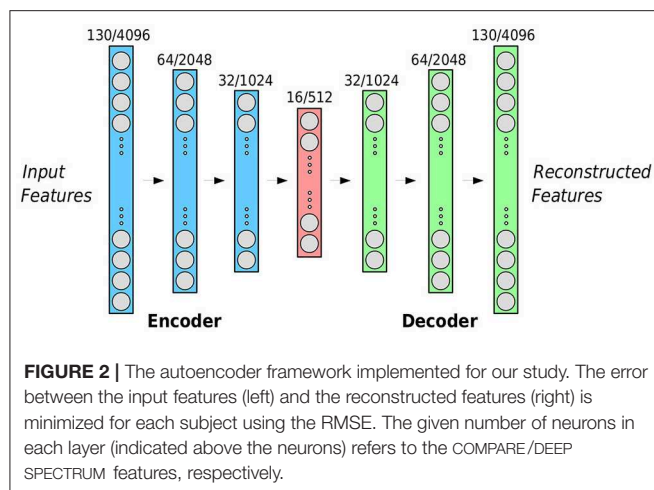 130/4096
130/4096
64/2048
64/2048
32/1024
32/1024
16/512
Input
Features
Reconstructed
Features
Encoder
Decoder
FIGURE 2 | The autoencoder framework implemented for our study. The error
between the input features (left) and the reconstructed features (right) is
minimized for each subject using the RMSE. The given number of neurons in
each layer (indicated above the neurons) refers to the COMPARE/DEEP
SPECTRUM features, respectively.